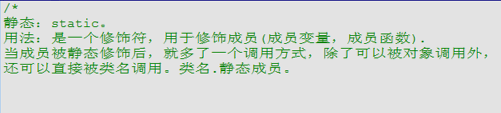 /*
静态：static。
用法：是一个修饰符，用于修饰成员(成员变量，成员函数).
当成员被静态修饰后，就多了一个调用方式，除了可以被对象调用外，
还可以直接被类名调用。类名.静态成员。